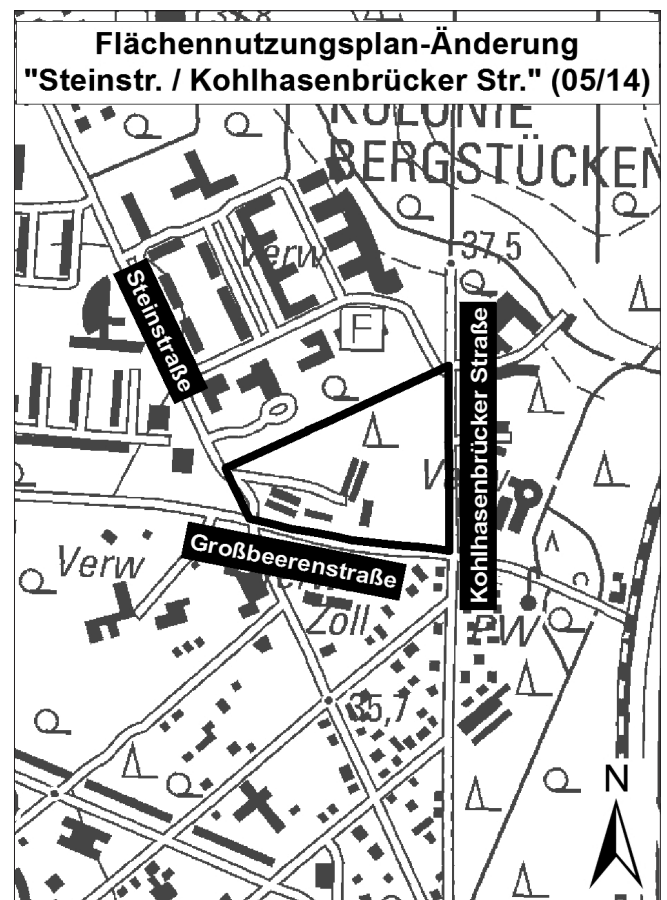 Flächennutzungsplan-Änderung
"Steinstr. / Kohlhasenbrücker Str." (05/14)
KOLONIE
BERGSTÜCKEN
Verw
37,5
Steinstraße
F
Kohlhasenbrücker Straße
Großbeerenstraße
Verw
Zoll
PW
35,7
N